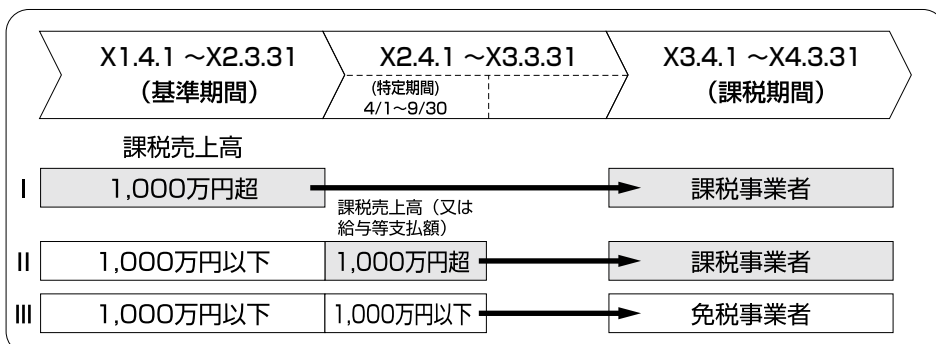 X1.4.1 ～X2.3.31
(基準期間)
X2.4.1 ～X3.3.31
(特定期間)
4/1～9/30
X3.4.1 ～X4.3.31
(課税期間)
課税売上高
Ⅰ 1,000万円超 課税事業者
課税売上高（又は
給与等支払額）
Ⅱ 1,000万円以下 1,000万円超 課税事業者
Ⅲ 1,000万円以下 1,000万円以下 免税事業者